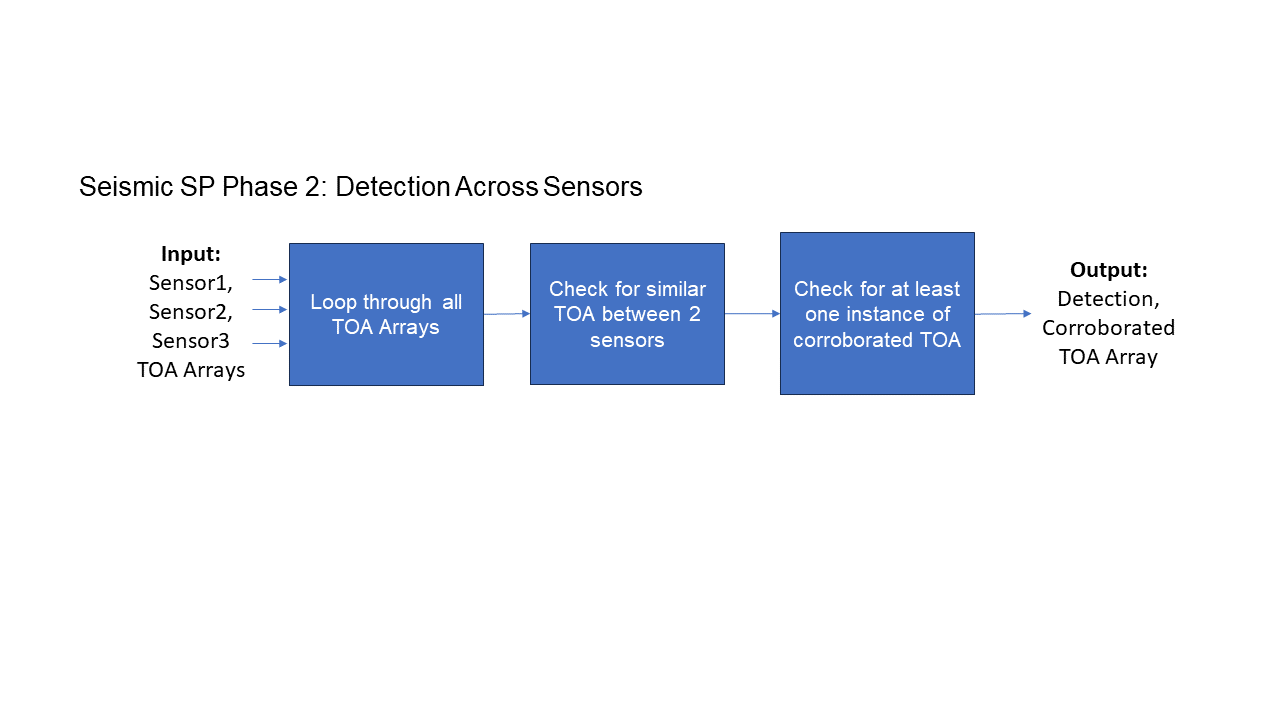 Seismic SP Phase 2: Detection Across Sensors
Input:
Sensor1,
Sensor2,
Sensor3
TOA Arrays
Loop through all
TOA Arrays
Check for similar
TOA between 2
sensors
Check for at least
one instance of
corroborated TOA
Output:
Detection,
Corroborated
TOA Array